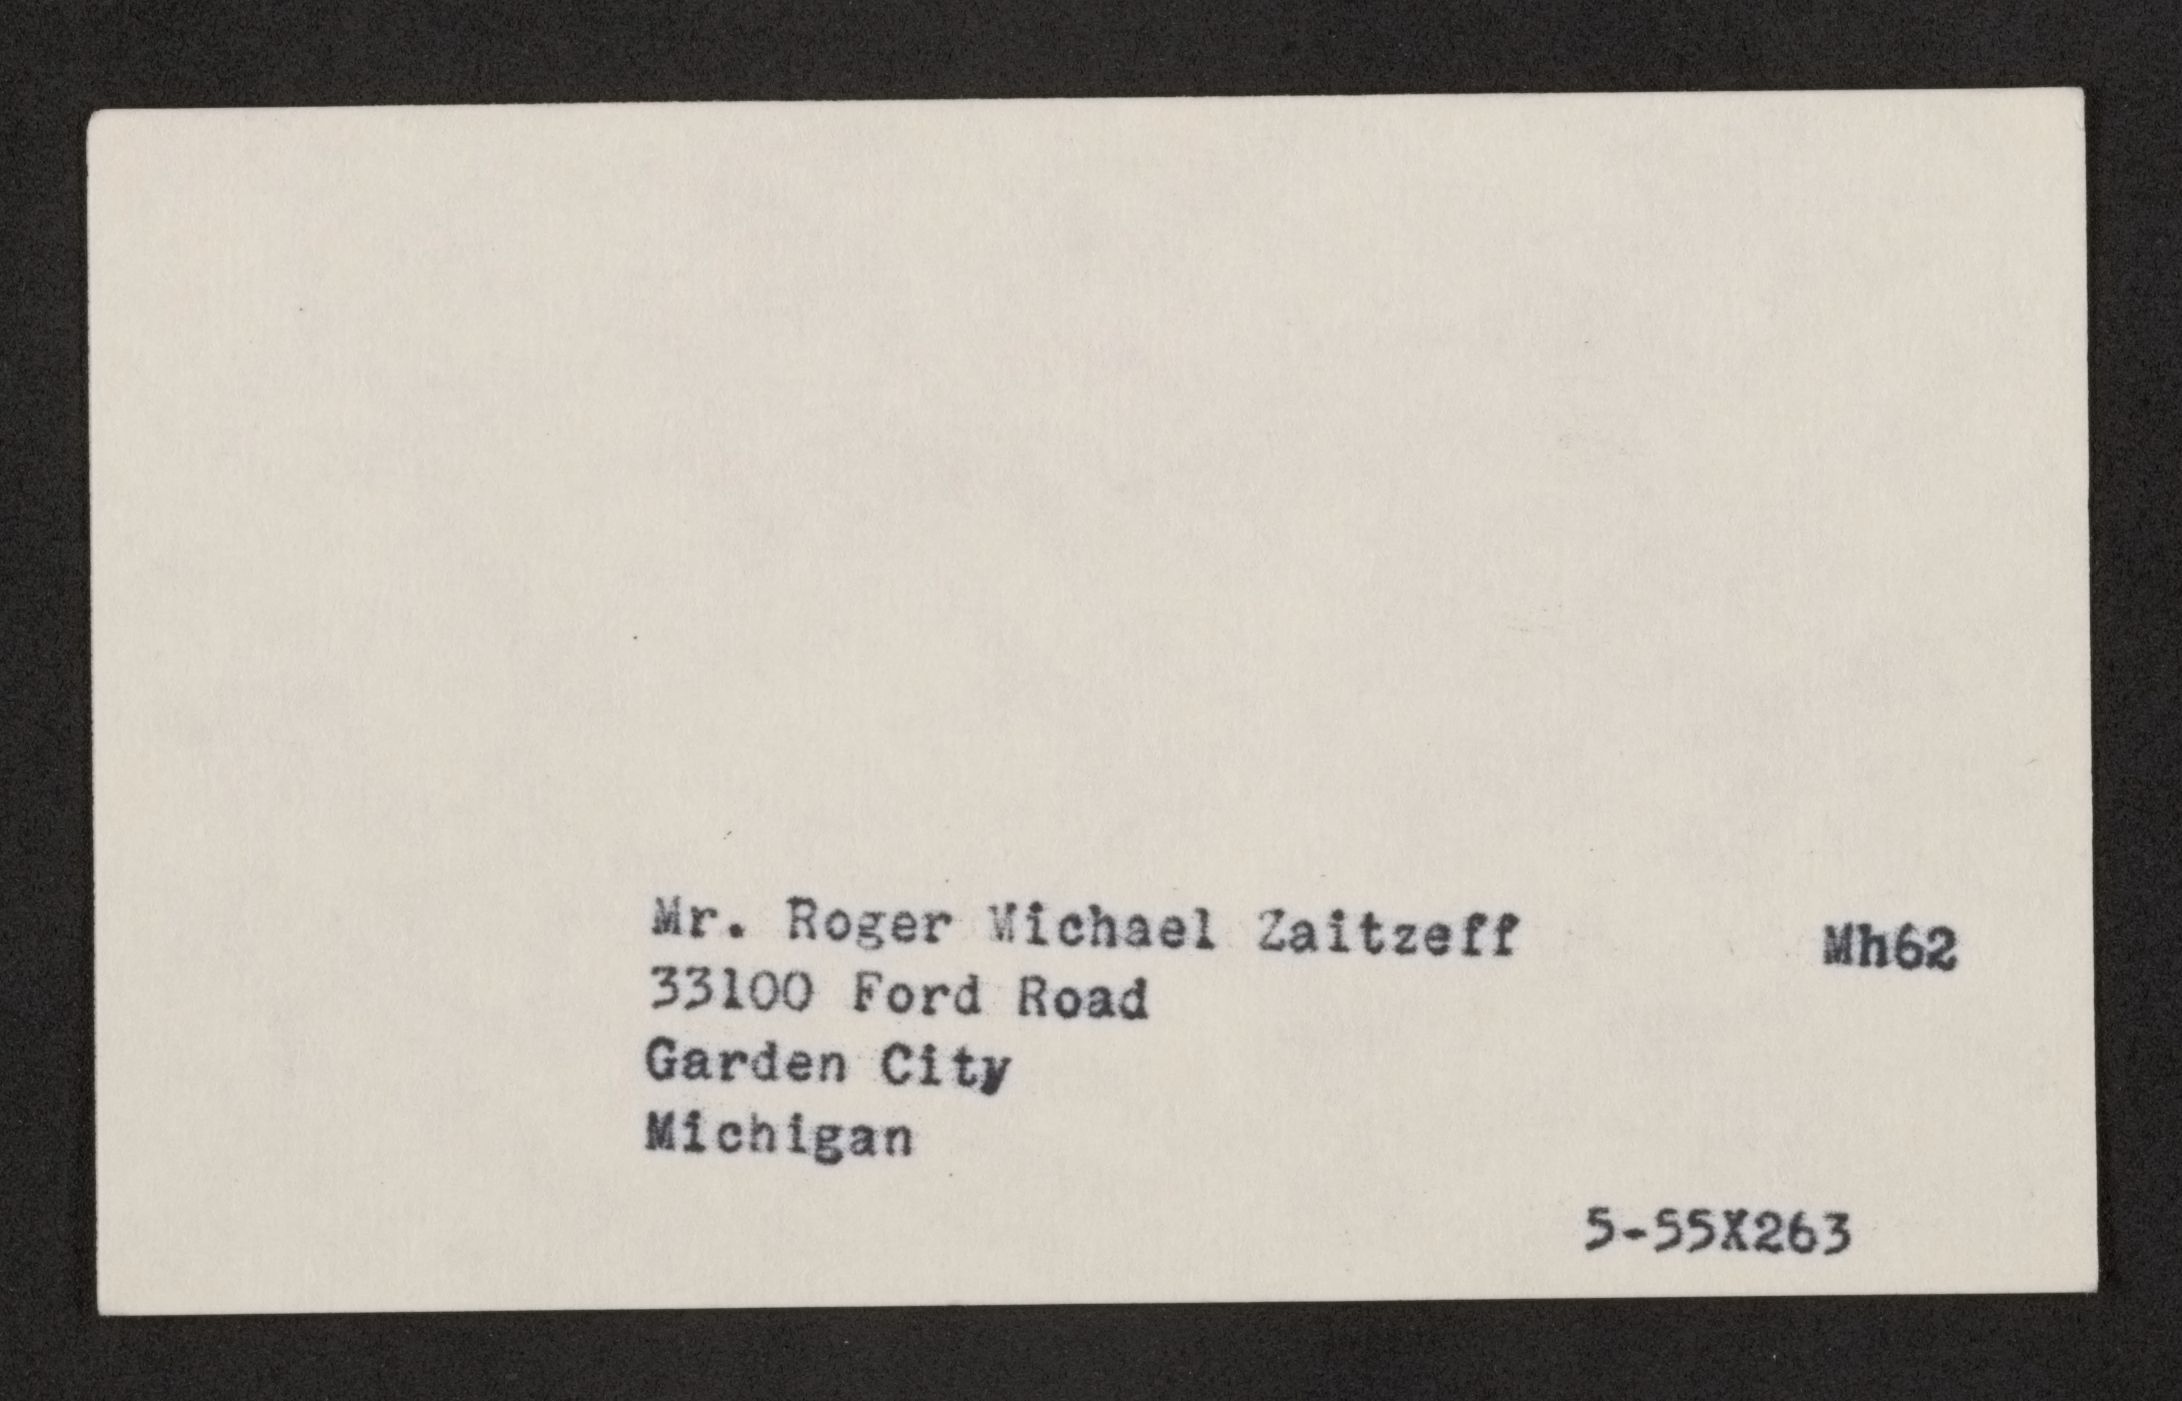 Mr. Roger Michael Zaitzeff Mh62
33100 Ford Road
Garden City
Michigan
5-55X263